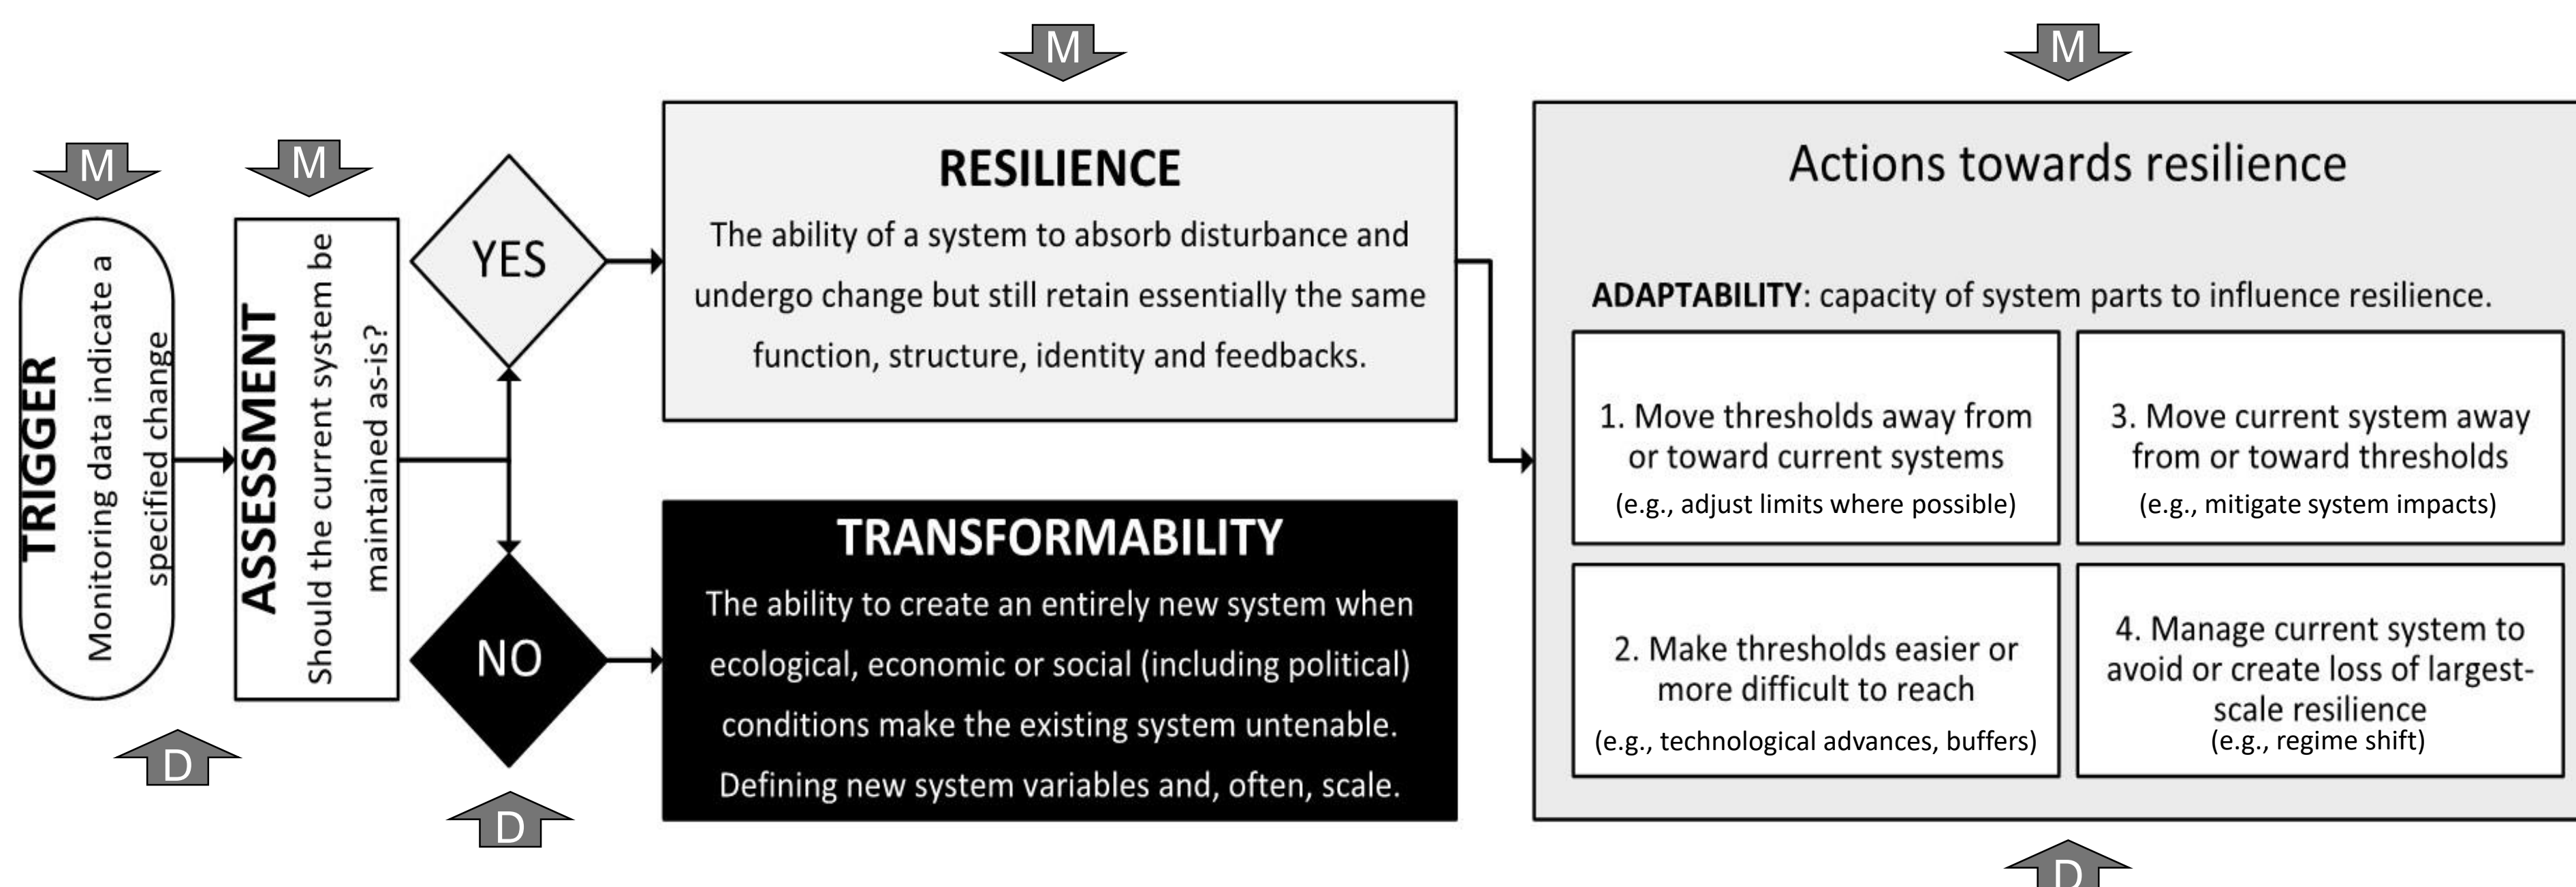 M
M
M
M
TRIGGER
Monitoring data indicate a
specified change
ASSESSMENT
Should the current system be
maintained as-is?
YES
NO
RESILIENCE
The ability of a system to absorb disturbance and
undergo change but still retain essentially the same
function, structure, identity and feedbacks.
TRANSFORMABILITY
The ability to create an entirely new system when
ecological, economic or social (including political)
conditions make the existing system untenable.
Defining new system variables and, often, scale.
Actions towards resilience
ADAPTABILITY: capacity of system parts to influence resilience.
1. Move thresholds away from
or toward current systems
(e.g., adjust limits where possible)
2. Make thresholds easier or
more difficult to reach
(e.g., technological advances, buffers)
3. Move current system away
from or toward thresholds
(e.g., mitigate system impacts)
4. Manage current system to
avoid or create loss of largest-
scale resilience
(e.g., regime shift)
D
D
D